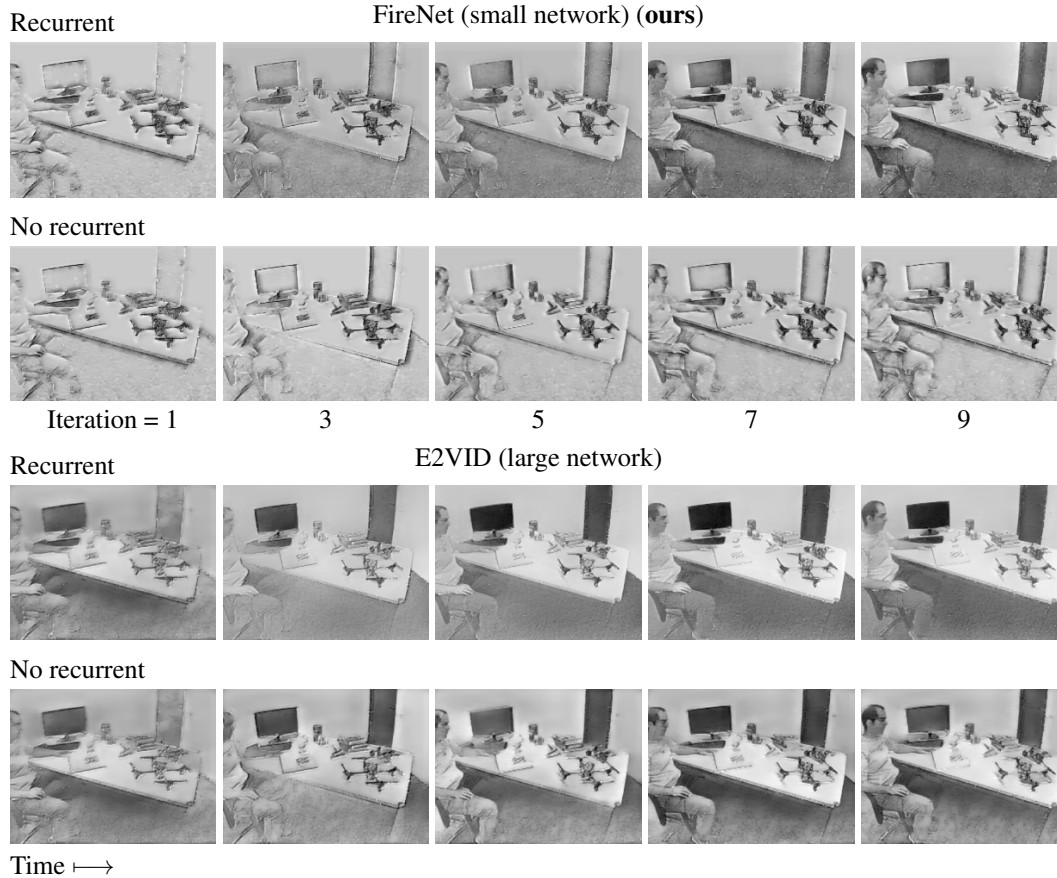 FireNet (small network) (ours)
Recurrent
No recurrent
Iteration = 1 3 5 7 9
E2VID (large network)
Recurrent
No recurrent
Time ⟼